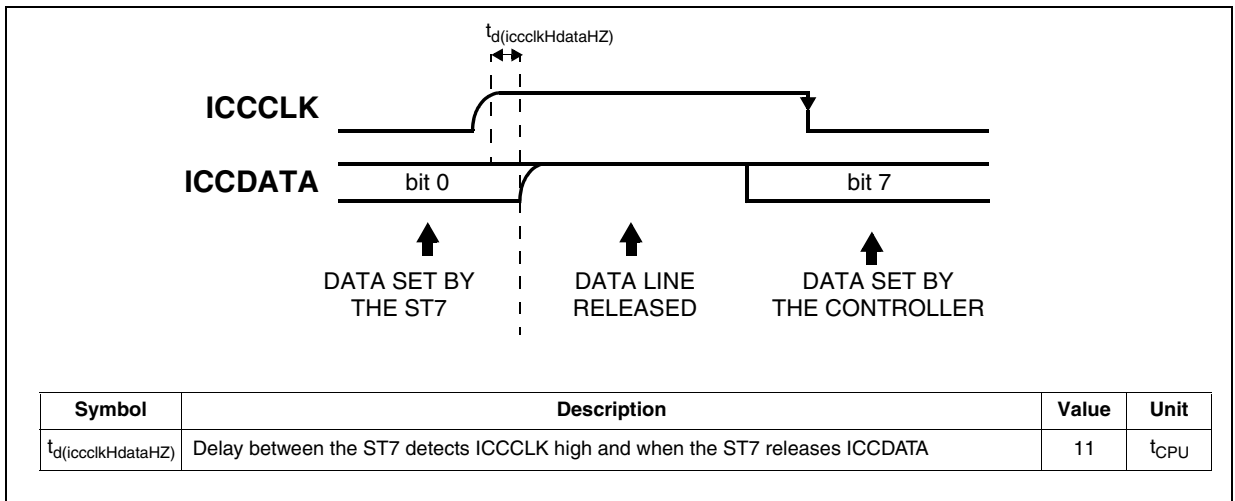 td(iccclkHdataHZ)
ICCCLK
ICCDATA
bit 0
bit 7
DATA SET BY
THE ST7
DATA LINE
RELEASED
DATA SET BY
THE CONTROLLER
Symbol Description Value Unit
td(iccclkHdataHZ) Delay between the ST7 detects ICCCLK high and when the ST7 releases ICCDATA 11 tCPU